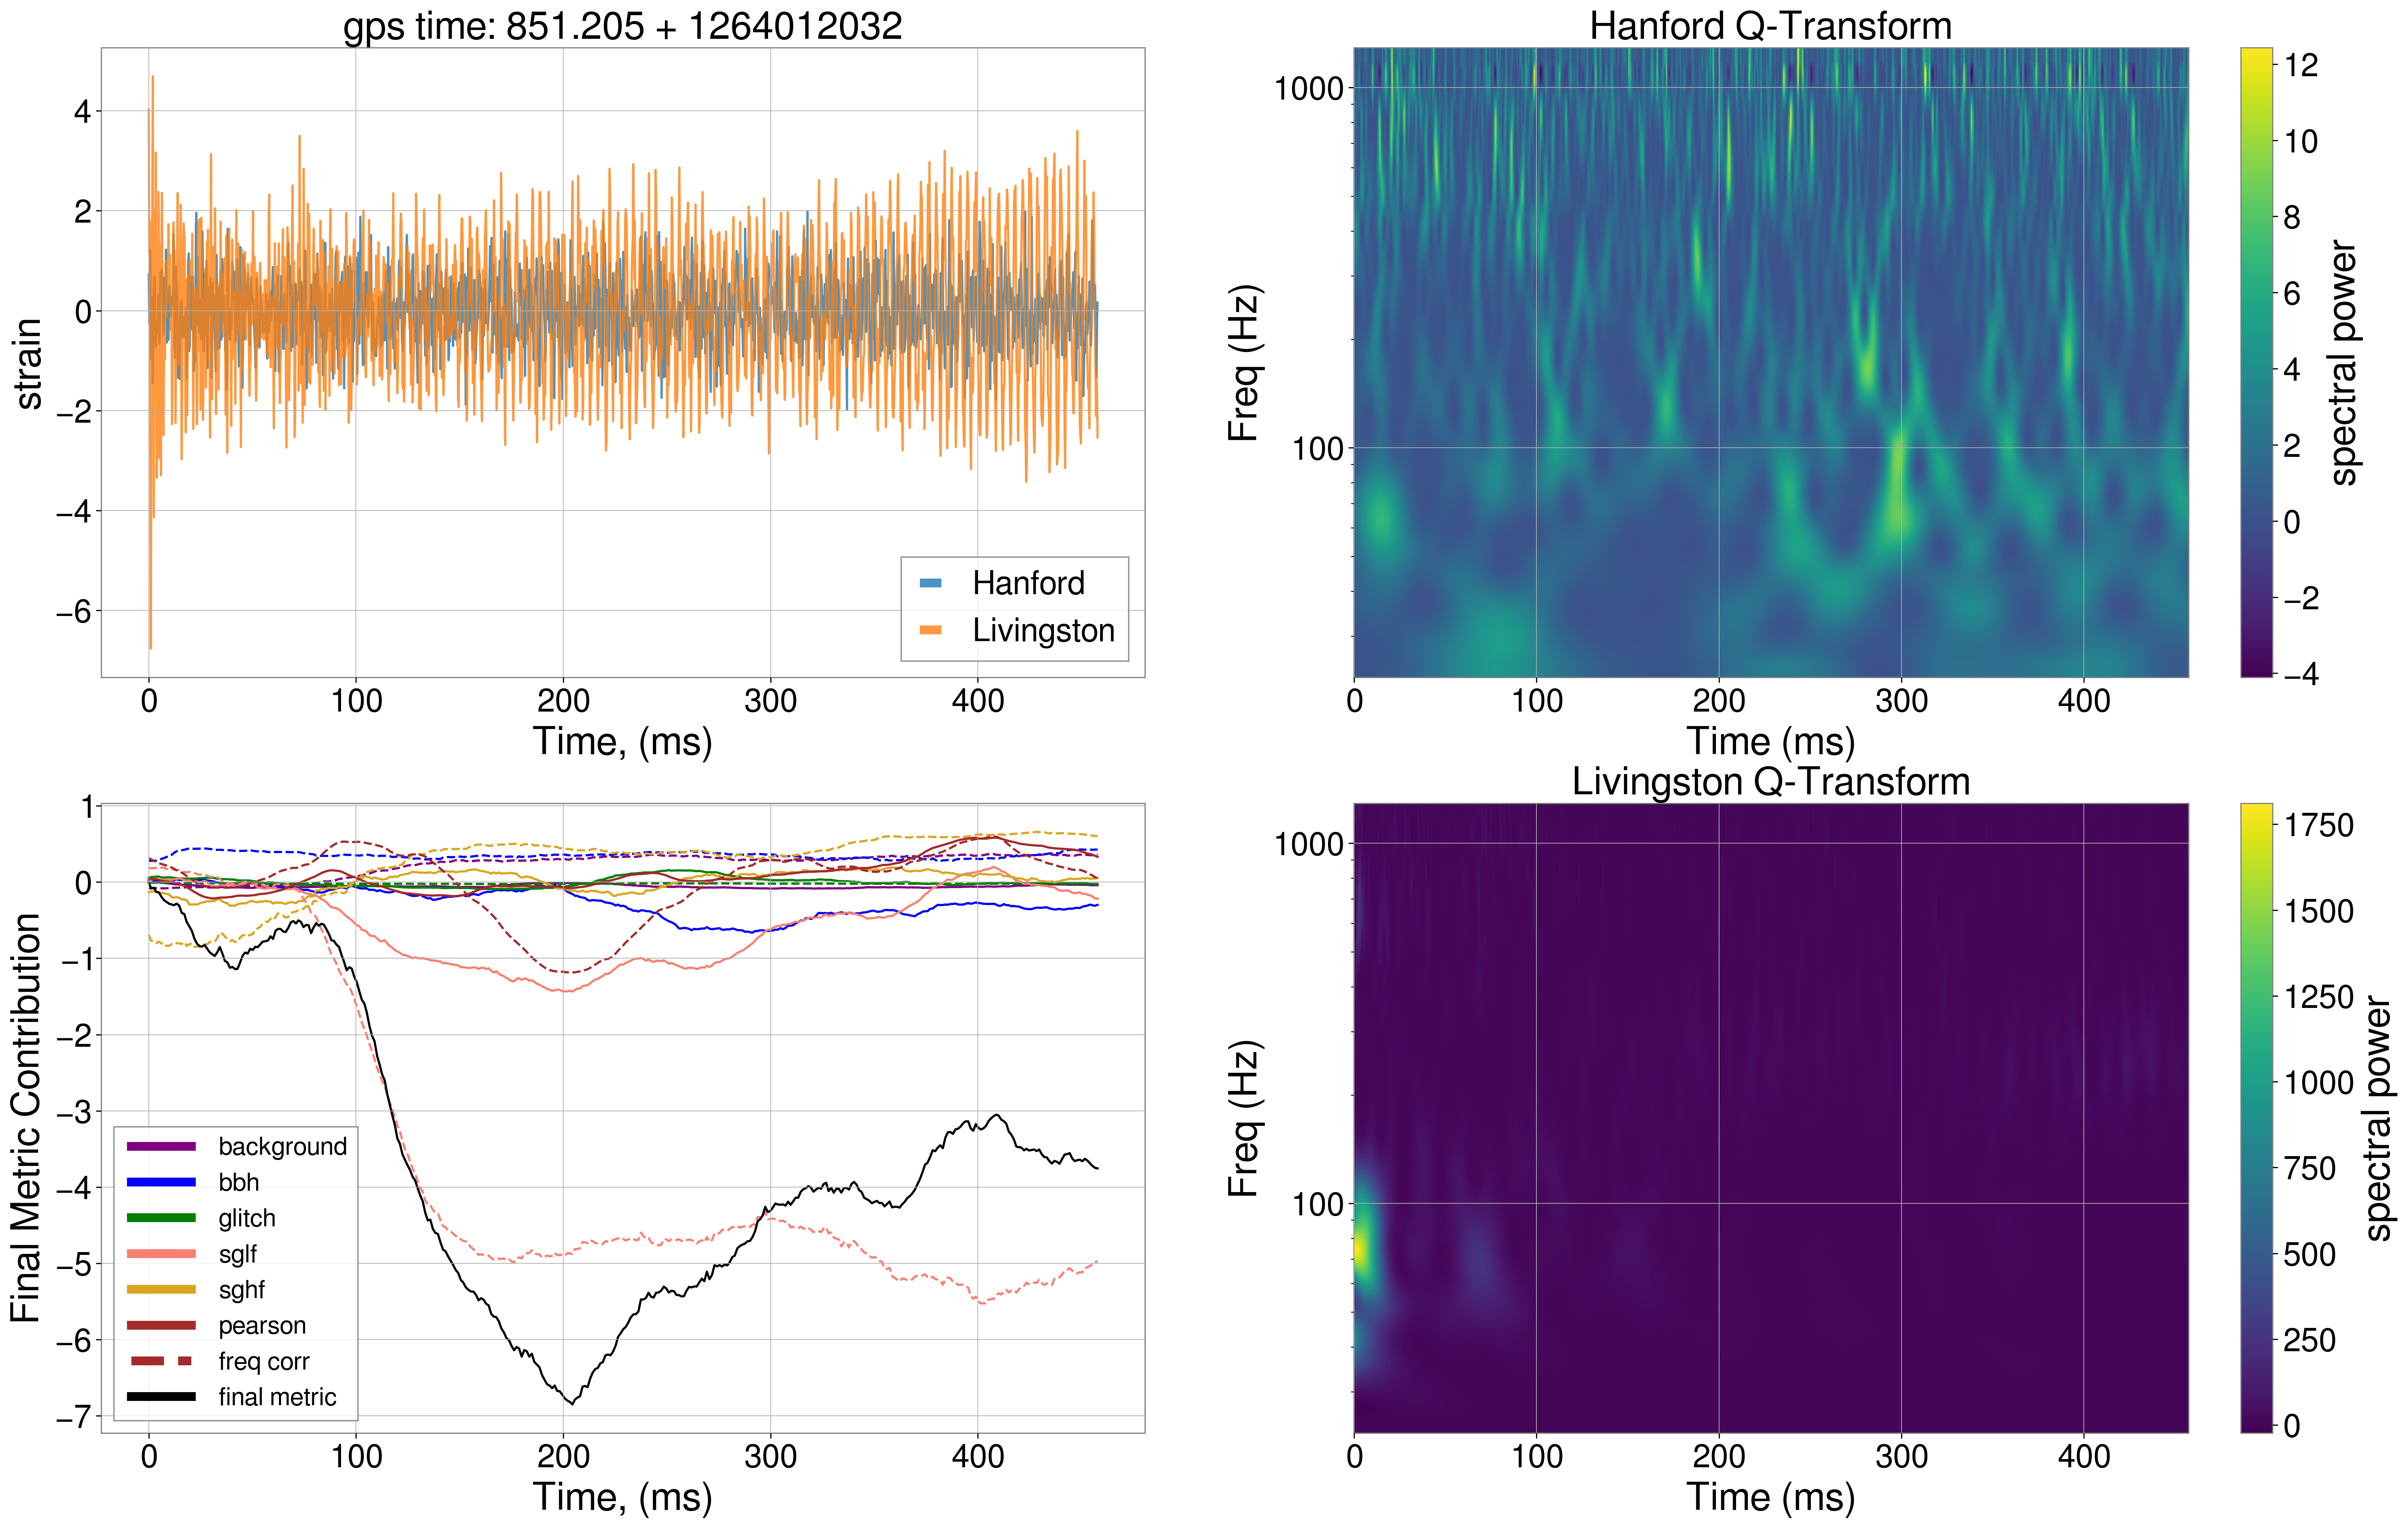 gps time: 851.205 + 1264012032
4
2
0
−2
−4
−6
strain
0 100 200 300 400
Time, (ms)
Hanford
Livingston
Hanford Q-Transform
1000
100
Freq (Hz)
0 100 200 300 400
Time (ms)
12
10
8
6
4
2
0
−2
−4
spectral power
1
0
−1
−2
−3
−4
−5
−6
−7
Final Metric Contribution
0 100 200 300 400
Time, (ms)
background
bbh
glitch
sglf
sghf
pearson
freq corr
final metric
Livingston Q-Transform
1000
100
Freq (Hz)
0 100 200 300 400
Time (ms)
1750
1500
1250
1000
750
500
250
0
spectral power